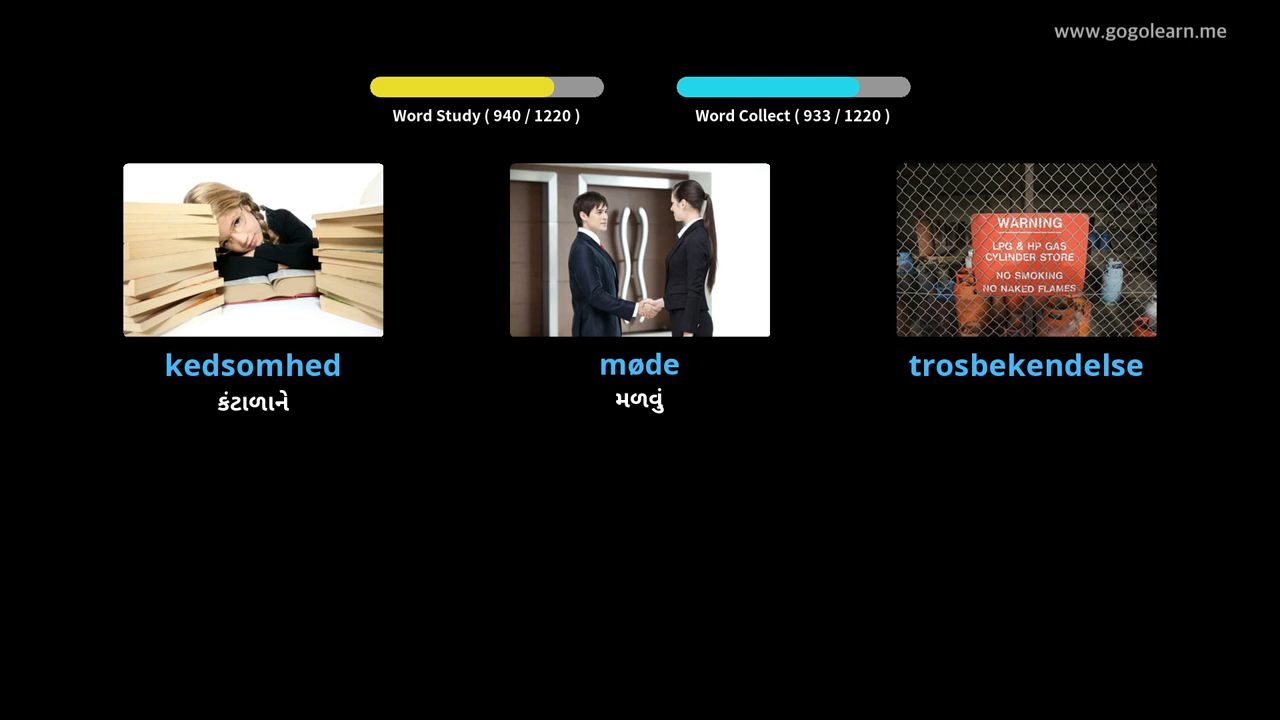 www.gogolearn.me
Word Study ( 940 / 1220 )
Word Collect ( 933 / 1220 )
WARNING
LPG & HP GAS
CYLINDER STORE
NO SMOKING
NO NAKED FLAMES
kedsomhed
møde
trosbekendelse
કંટાળાને
મળવું